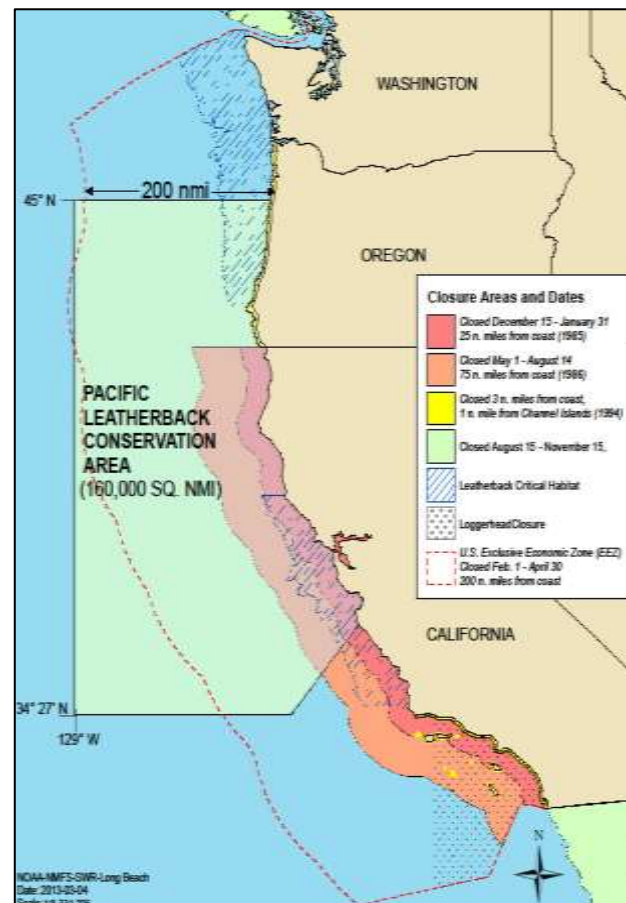 WASHINGTON
200 nmi
45° N
OREGON
Closure Areas and Dates
Closed December 15 - January 31
25 n. miles from coast (1985)
Closed May 1 - August 14
75 n. miles from coast (1986)
Closed 3 n. miles from coast,
1 n. mile from Channel Islands (1994)
Closed August 15 - November 15,
Leatherback Critical Habitat
LoggerheadClosure
U.S. Exclusive Economic Zone (EEZ)
Closed Feb. 1 - April 30
200 n. miles from coast
PACIFIC
LEATHERBACK
CONSERVATION
AREA
(160,000 SQ. NMI)
CALIFORNIA
34° 27' N
129° W
N
NOAA-NMFS-SWR-Long Beach
Date: 2013-03-04